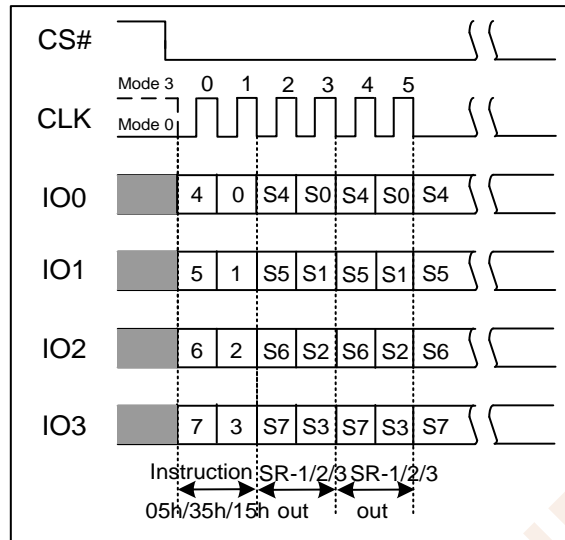 CS#
Mode 3 0 1 2 3 4 5
CLK
Mode 0
IO0 4 0 S4 S0 S4 S0 S4
IO1 5 1 S5 S1 S5 S1 S5
IO2 6 2 S6 S2 S6 S2 S6
IO3 7 3 S7 S3 S7 S3 S7
Instruction SR-1/2/3 SR-1/2/3
05h/35h/15h out out